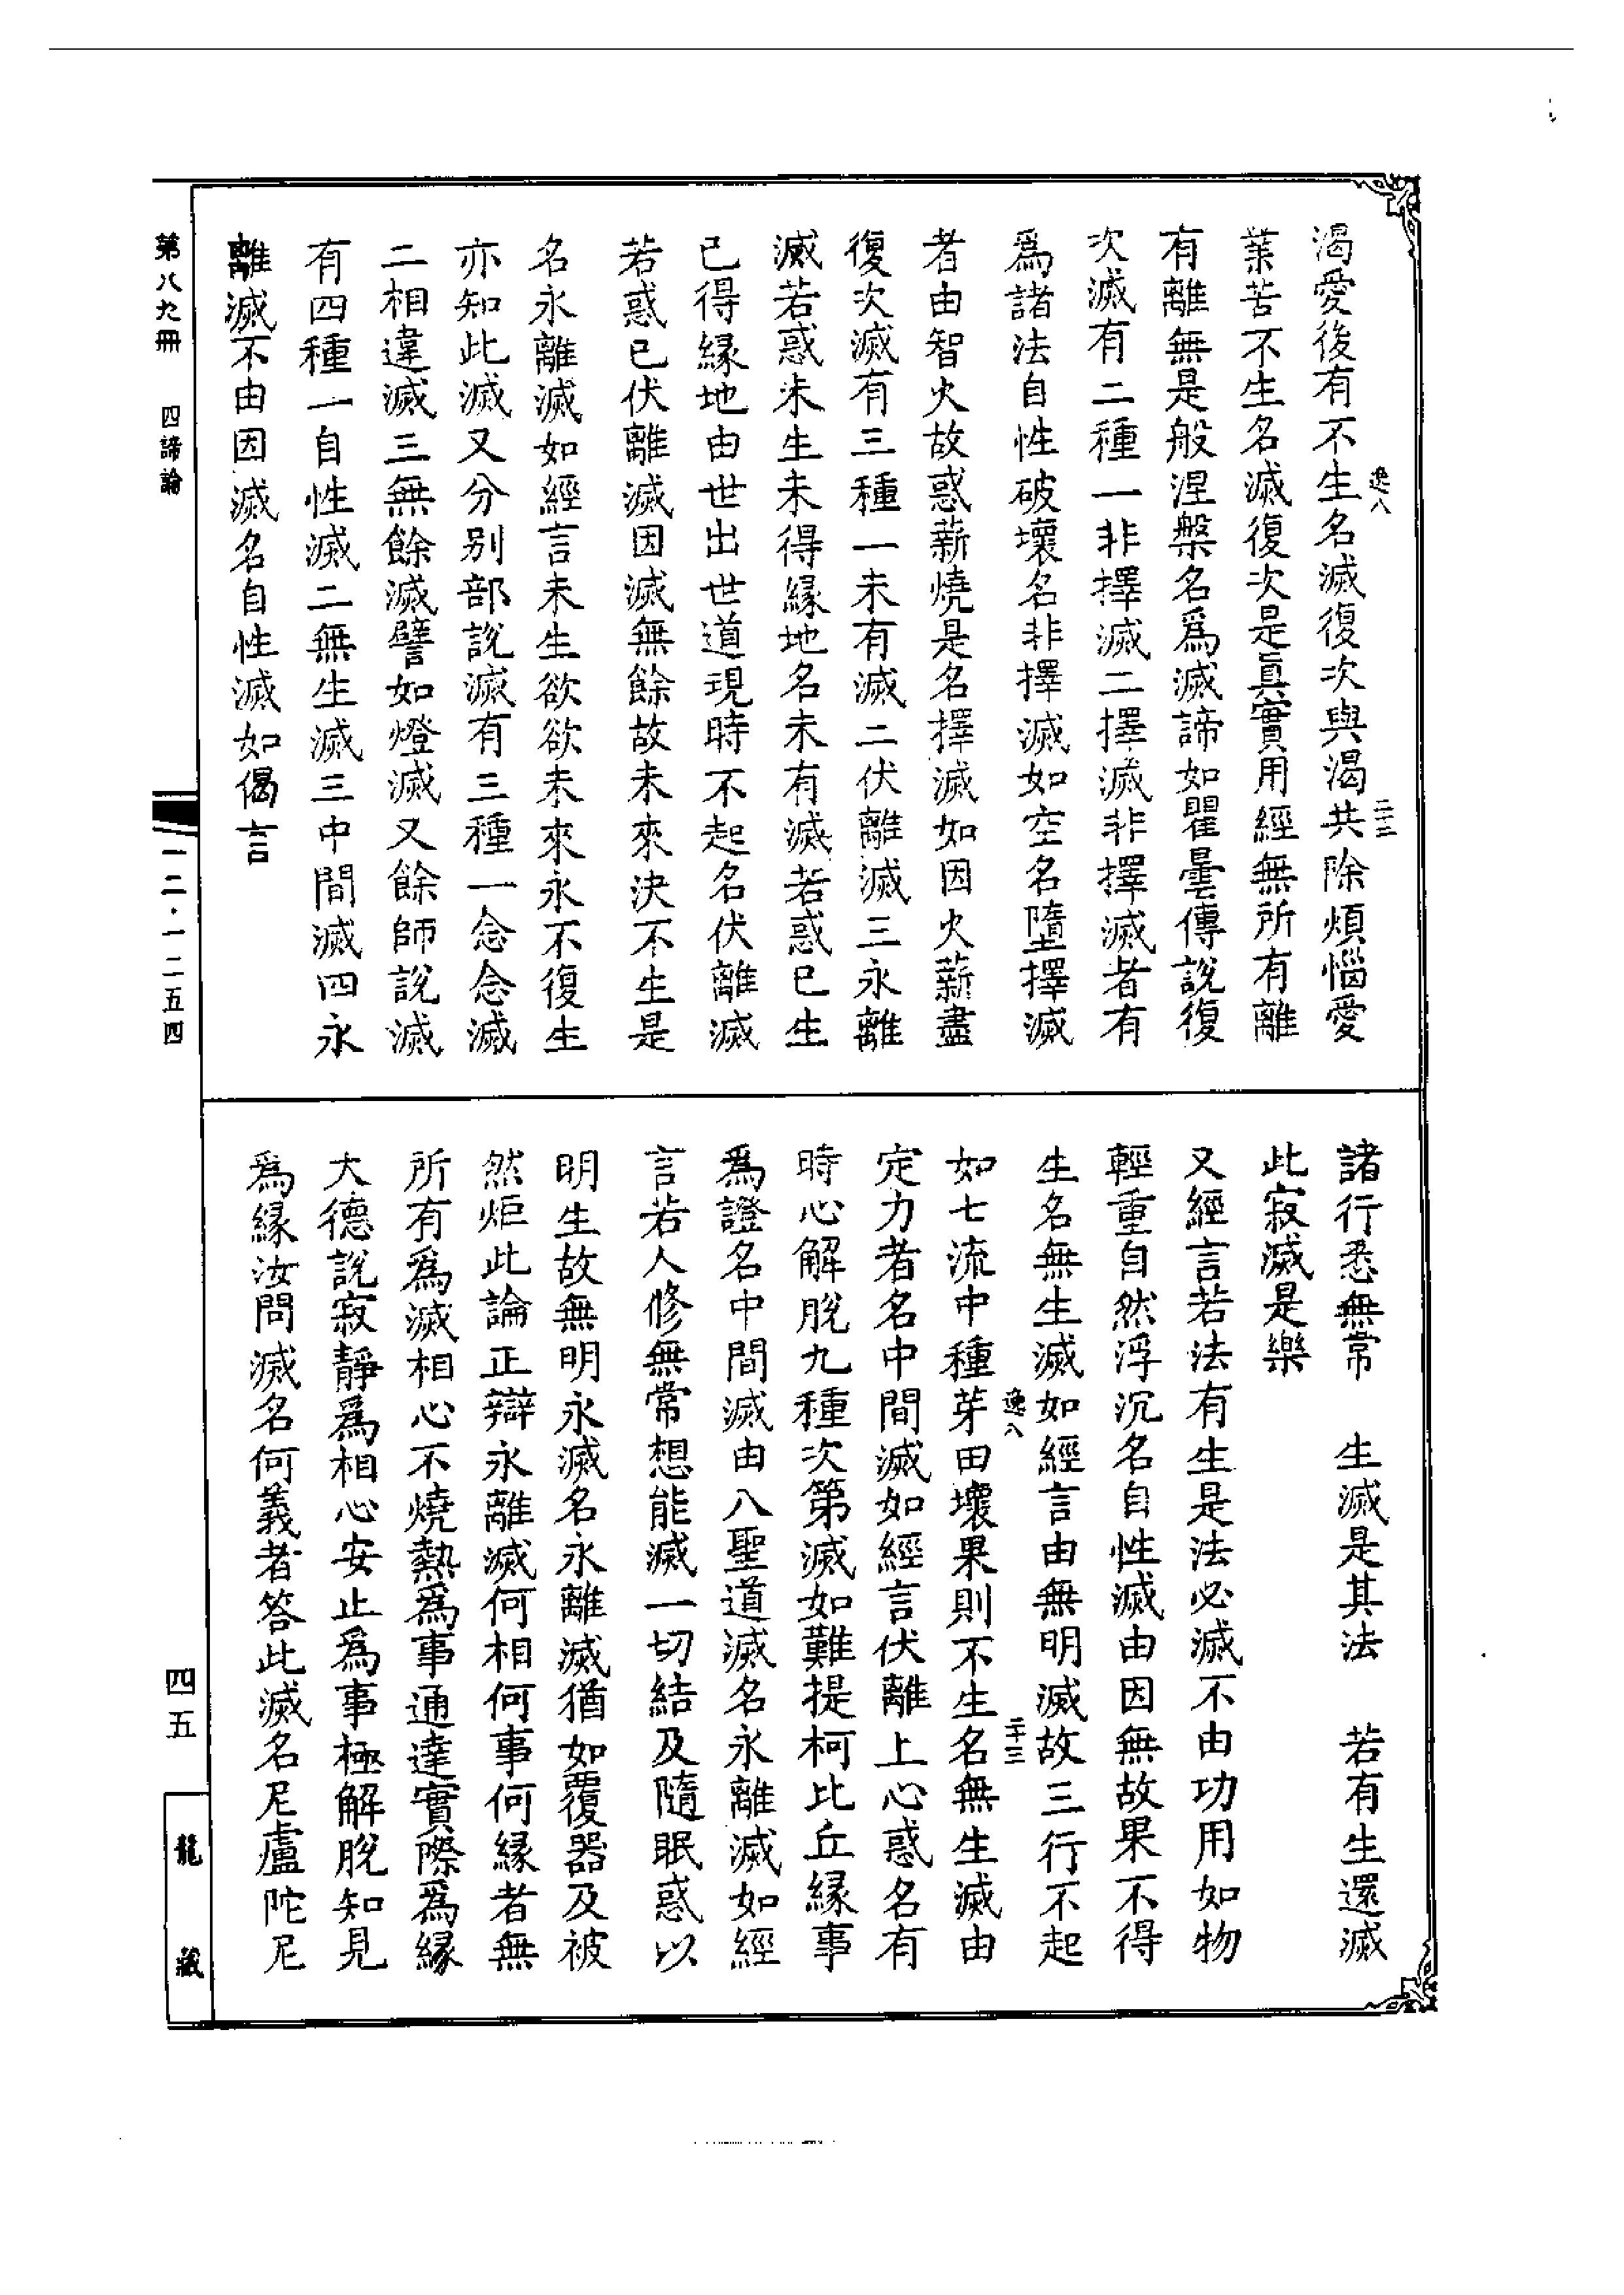 渴愛後有不生名滅復次與渴共除煩惱愛
業苦不生名滅復次是眞實用經無所有離
有離無是般涅槃名爲滅諦如瞿曇傳說復
次滅有二種一非擇滅二擇滅非擇滅者有
爲諸法自性破壞名非擇滅如空名墮擇滅
者由智火故惑薪燒是名擇滅如因火薪盡
復次滅有三種一未有滅二伏離滅三永離
滅若惑未生未得緣地名未有滅若惑已生
已得緣地由世出世道現時不起名伏離滅
若惑已伏離滅因滅無餘故未來決不生是
名永離滅如經言未生欲欲未來永不復生
亦知此滅又分別部說滅有三種一念念滅
二相違滅三無餘滅譬如燈滅又餘師說滅
有四種一自性滅二無生滅三中間滅四永
離滅不由因滅名自性滅如偈言
逸八
二十二
諸行悉無常 生滅是其法 若有生還滅
此寂滅是樂
又經言若法有生是法必滅不由功用如物
輕重自然浮沉名自性滅由因無故果不得
生名無生滅如經言由無明滅故三行不起
逸八
二十三
如七流中種芽田壞果則不生名無生滅由
定力者名中間滅如經言伏離上心惑名有
時心解脫九種次第滅如難提柯比丘緣事
爲證名中間滅由八聖道滅名永離滅如經
言若人修無常想能滅一切結及隨眠惑以
明生故無明永滅名永離滅猶如覆器及被
然炬此論正辯永離滅何相何事何緣者無
所有爲滅相心不燒熱爲事通達實際爲緣
大德說寂靜爲相心安止爲事極解脫知見
爲緣汝問滅名何義者答此滅名尼盧陀尼
第八九冊 四諦論
一二·一二五四
四五
龍藏